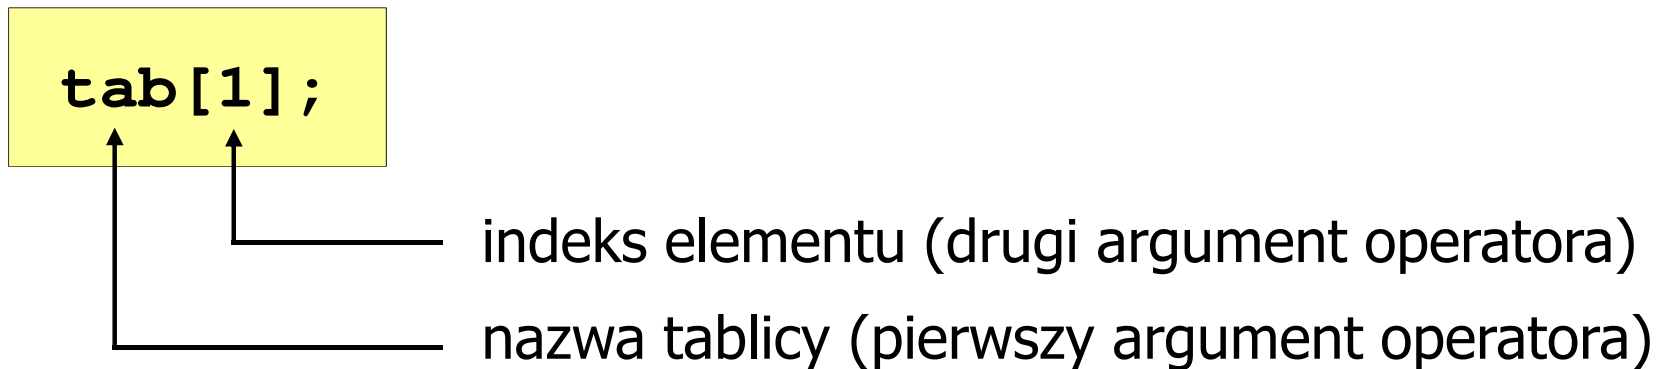 tab[1];
indeks elementu (drugi argument operatora)
nazwa tablicy (pierwszy argument operatora)